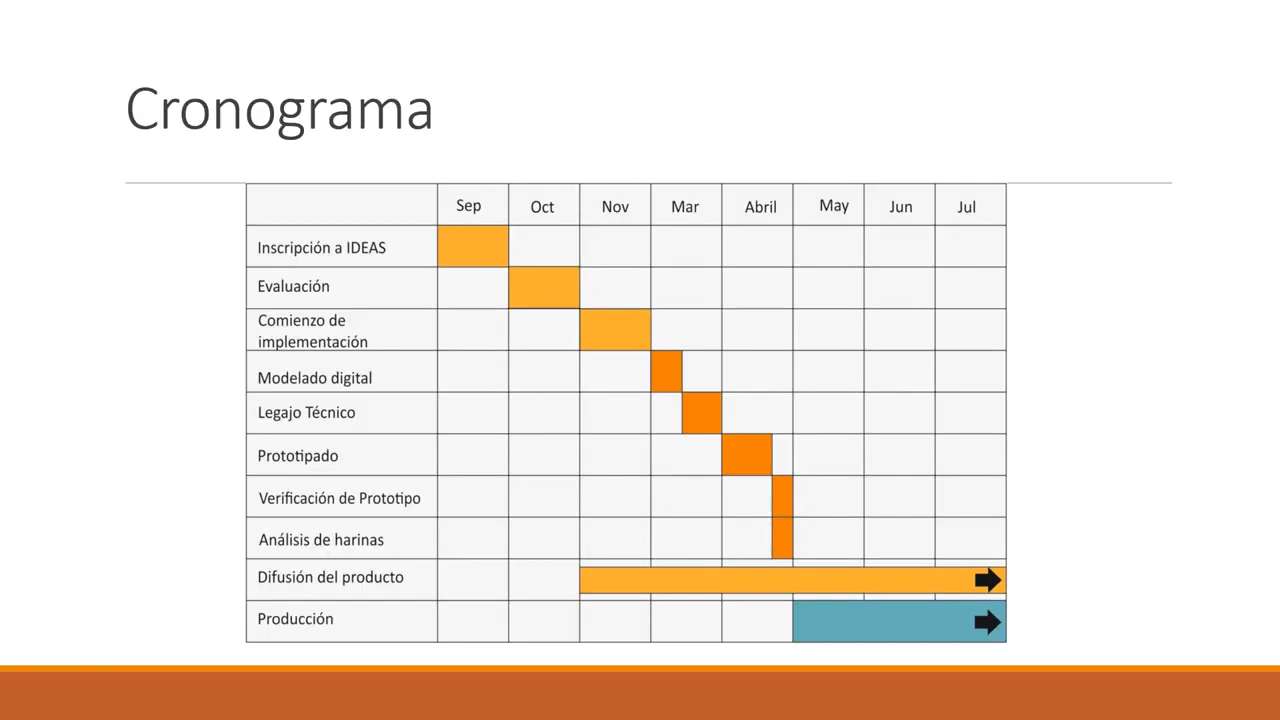 Cronograma
Sep Oct Nov Mar Abril May Jun Jul
Inscripción a IDEAS
Evaluación
Comienzo de
implementación
Modelado digital
Legajo Técnico
Prototipado
Verificación de Prototipo
Análisis de harinas
Difusión del producto
Producción